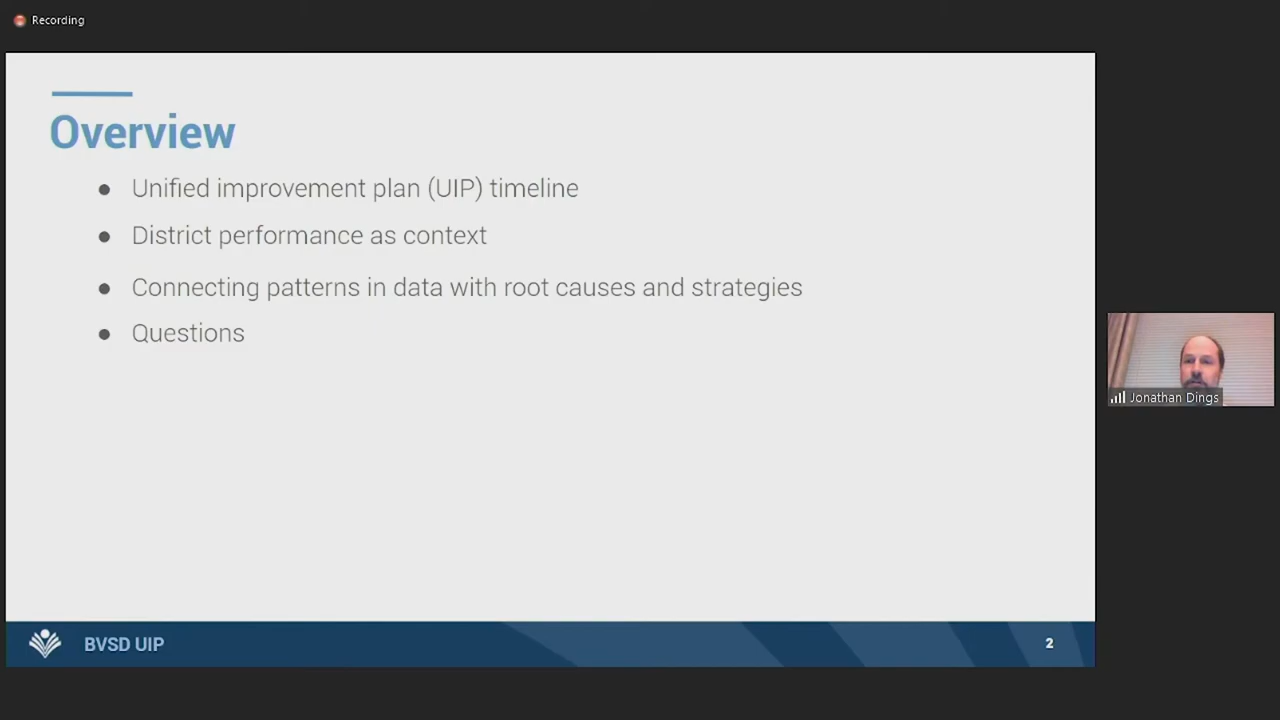 Recording
Overview
Unified improvement plan (UIP) timeline
District performance as context
Connecting patterns in data with root causes and strategies
Questions
Jonathan Dings
BVSD UIP
2